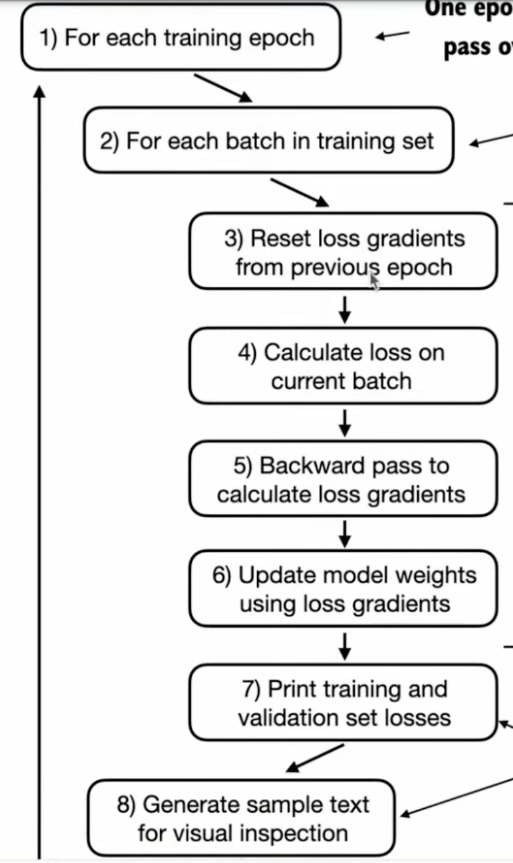 One epo
pass o
1) For each training epoch
2) For each batch in training set
3) Reset loss gradients
from previous epoch
4) Calculate loss on
current batch
5) Backward pass to
calculate loss gradients
6) Update model weights
using loss gradients
7) Print training and
validation set losses
8) Generate sample text
for visual inspection